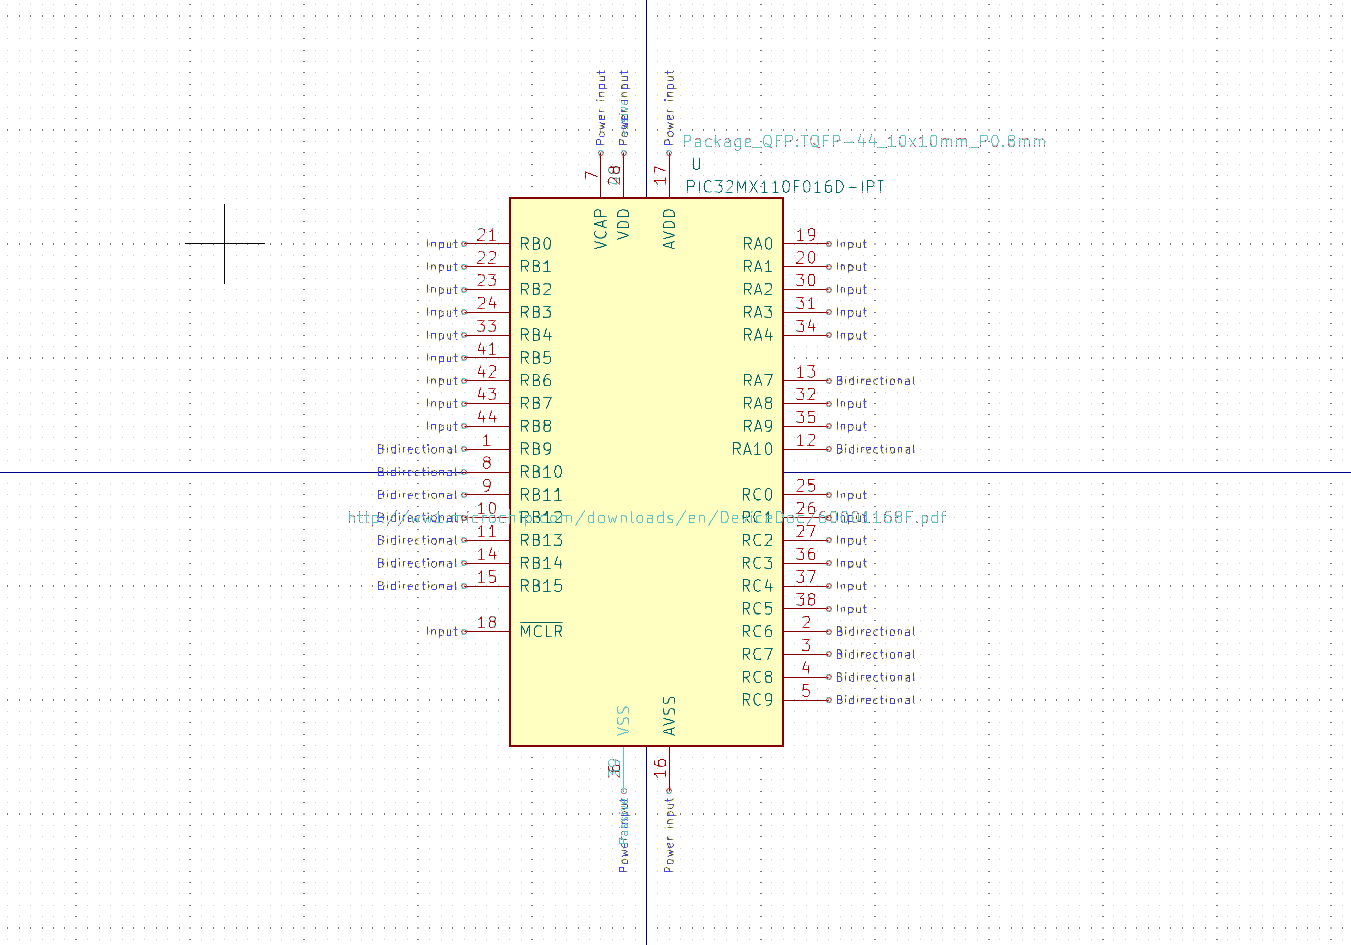 Power input
Power input
Power input
Package_QFP:TQFP-44_10x10mm_P0.8mm
U
PIC32MX110F016D-IPT
7
28
17
VCAP
VDD
AVDD
Input 21 RB0
RA0 19 Input
Input 22 RB1
RA1 20 Input
Input 23 RB2
RA2 30 Input
Input 24 RB3
RA3 31 Input
Input 33 RB4
RA4 34 Input
Input 41 RB5
Input 42 RB6
RA7 13 Bidirectional
Input 43 RB7
RA8 32 Input
Input 44 RB8
RA9 35 Input
Bidirectional 1 RB9
RA10 12 Bidirectional
Bidirectional 8 RB10
Bidirectional 9 RB11
RC0 25 Input
Bidirectional 10 RB12
RC1 26 Input
http://ww1.microchip.com/downloads/en/DeviceDoc/60001168F.pdf
Bidirectional 11 RB13
RC2 27 Input
Bidirectional 14 RB14
RC3 36 Input
Bidirectional 15 RB15
RC4 37 Input
RC5 38 Input
Input 18 MCLR
RC6 2 Bidirectional
RC7 3 Bidirectional
RC8 4 Bidirectional
RC9 5 Bidirectional
VSS
AVSS
16
Power input
Power input